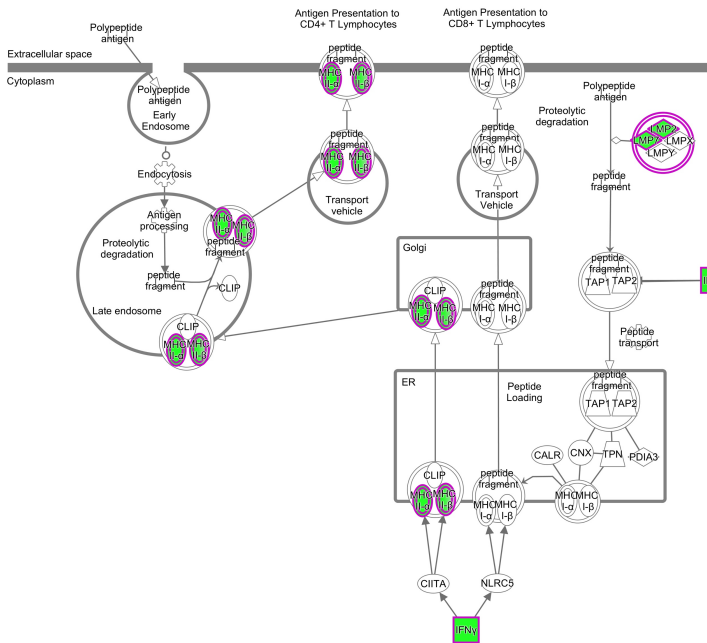 Antigen Presentation to
CD4+ T Lymphocytes
Antigen Presentation to
CD8+ T Lymphocytes
Polypeptide
antigen
Extracellular space
Cytoplasm
peptide
fragment
MHC
II-α
MHC
II-β
peptide
fragment
MHC
I-α
MHC
I-β
Polypeptide
antigen
Early
Endosome
Polypeptide
antigen
Proteolytic
degradation
LMP2
LMP7
LMPX
LMPY
peptide
fragment
MHC
II-α
MHC
II-β
Transport
vehicle
peptide
fragment
MHC
I-α
MHC
I-β
Transport
Vehicle
Endocytosis
peptide
fragment
Antigen
processing
MHC
II-α
MHC
II-β
peptide
fragment
Proteolytic
degradation
peptide
fragment
CLIP
Late endosome
CLIP
MHC
II-α
MHC
II-β
Golgi
CLIP
MHC
II-α
MHC
II-β
peptide
fragment
MHC
I-α
MHC
I-β
peptide
fragment
TAP1
TAP2
Peptide
transport
ER
Peptide
Loading
peptide
fragment
TAP1
TAP2
CALR
CNX
TPN
PDIA3
CLIP
MHC
II-α
MHC
II-β
peptide
fragment
MHC
I-α
MHC
I-β
MHC
I-α
MHC
I-β
CIITA
NLRC5
IFNγ